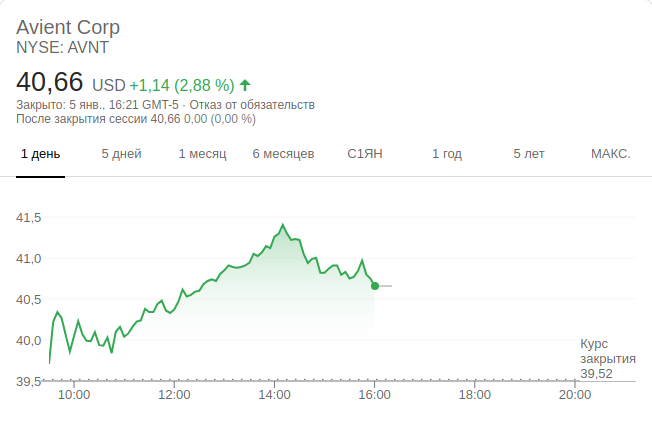 Avient Corp
NYSE: AVNT
40,66 USD +1,14 (2,88 %)
Закрыто: 5 янв., 16:21 GMT-5 · Отказ от обязательств
После закрытия сессии 40,66 0,00 (0,00 %)
1 день 5 дней 1 месяц 6 месяцев С1ЯН 1 год 5 лет МАКС.
41,5
41,0
40,5
40,0
39,5
Курс
закрытия
39,52
10:00 12:00 14:00 16:00 18:00 20:00